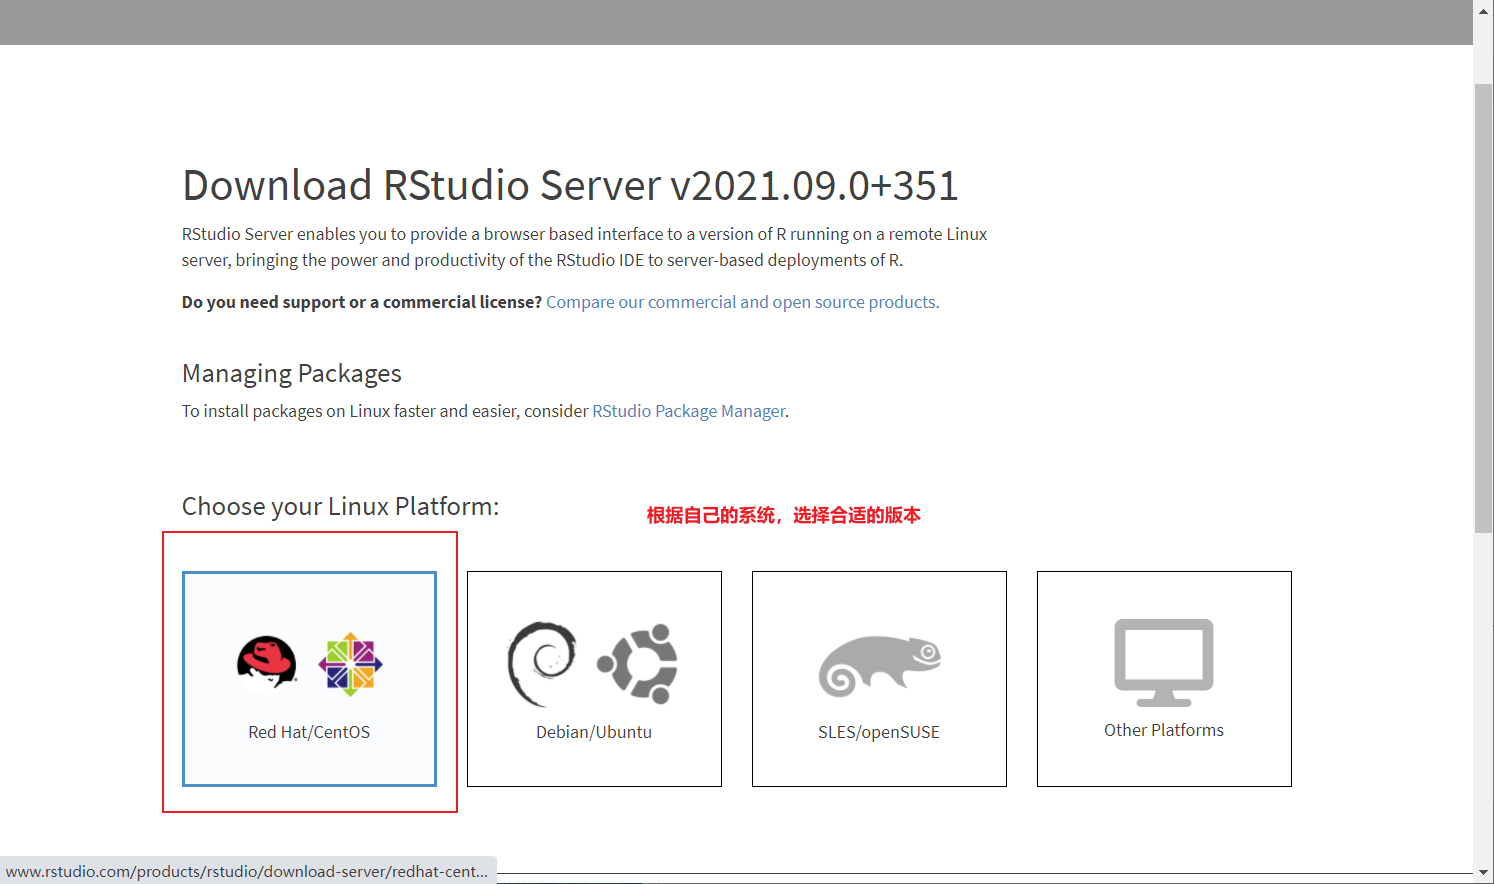 Download RStudio Server v2021.09.0+351
RStudio Server enables you to provide a browser based interface to a version of R running on a remote Linux
server, bringing the power and productivity of the RStudio IDE to server-based deployments of R.
Do you need support or a commercial license? Compare our commercial and open source products.
Managing Packages
To install packages on Linux faster and easier, consider RStudio Package Manager.
Choose your Linux Platform:
根据自己的系统，选择合适的版本
Red Hat/CentOS
Debian/Ubuntu
SLES/openSUSE
Other Platforms
www.rstudio.com/products/rstudio/download-server/redhat-cent...